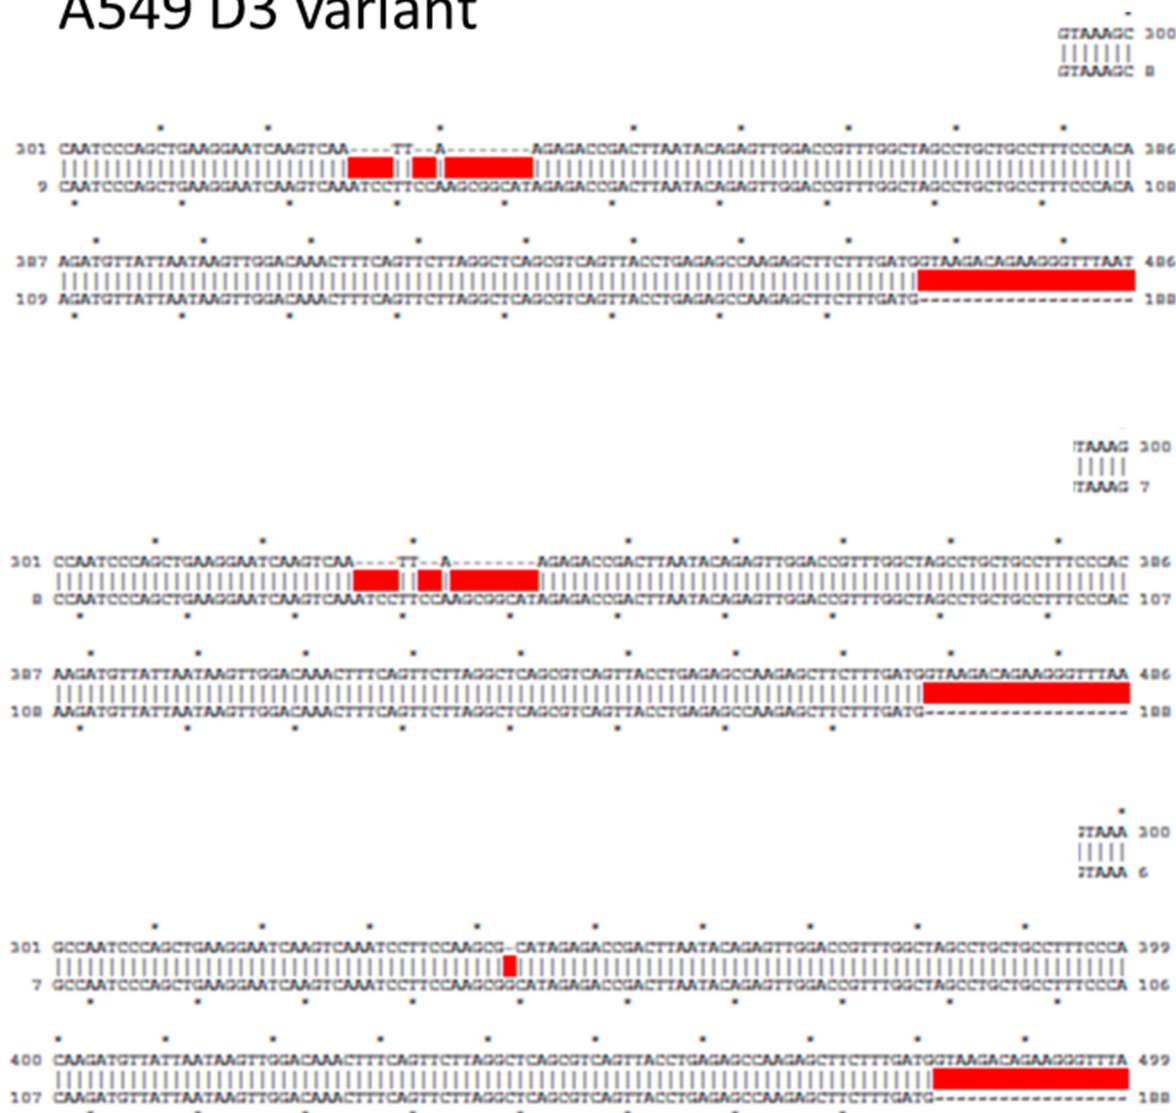 A549 D3 Variant
GTAAAGC 300
GTAAAGC 8
301 CAATCCCAGCTGAAGGAATCAAGTCAA----TT--A--------AGAGACCGACTTAATACAGAGTTGGACCGTTTGGCTAGCCTGCTGCCTTTCCCACA 386
9 CAATCCCAGCTGAAGGAATCAAGTCAAATCCTTCCAAGCGGCATAGAGACCGACTTAATACAGAGTTGGACCGTTTGGCTAGCCTGCTGCCTTTCCCACA 108
387 AGATGTTATTAATAAGTTGGACAAACTTTCAGTTCTTAGGCTCAGCGTCAGTTACCTGAGAGCCAAGAGCTTCTTTGATGGTAAGACAGAAGGGTTTAAT 486
109 AGATGTTATTAATAAGTTGGACAAACTTTCAGTTCTTAGGCTCAGCGTCAGTTACCTGAGAGCCAAGAGCTTCTTTGATG-------------------- 188
TAAAG 300
TAAAG 7
301 CCAATCCCAGCTGAAGGAATCAAGTCAA----TT--A--------AGAGACCGACTTAATACAGAGTTGGACCGTTTGGCTAGCCTGCTGCCTTTCCCAC 386
8 CCAATCCCAGCTGAAGGAATCAAGTCAAATCCTTCCAAGCGGCATAGAGACCGACTTAATACAGAGTTGGACCGTTTGGCTAGCCTGCTGCCTTTCCCAC 107
387 AAGATGTTATTAATAAGTTGGACAAACTTTCAGTTCTTAGGCTCAGCGTCAGTTACCTGAGAGCCAAGAGCTTCTTTGATGGTAAGACAGAAGGGTTTAA 486
108 AAGATGTTATTAATAAGTTGGACAAACTTTCAGTTCTTAGGCTCAGCGTCAGTTACCTGAGAGCCAAGAGCTTCTTTGATG------------------- 188
GTAAA 300
GTAAA 6
301 GCCAATCCCAGCTGAAGGAATCAAGTCAAATCCTTCCAAGCG-CATAGAGACCGACTTAATACAGAGTTGGACCGTTTGGCTAGCCTGCTGCCTTTCCCA 399
7 GCCAATCCCAGCTGAAGGAATCAAGTCAAATCCTTCCAAGCGGCATAGAGACCGACTTAATACAGAGTTGGACCGTTTGGCTAGCCTGCTGCCTTTCCCA 106
400 CAAGATGTTATTAATAAGTTGGACAAACTTTCAGTTCTTAGGCTCAGCGTCAGTTACCTGAGAGCCAAGAGCTTCTTTGATGGTAAGACAGAAGGGTTTA 499
107 CAAGATGTTATTAATAAGTTGGACAAACTTTCAGTTCTTAGGCTCAGCGTCAGTTACCTGAGAGCCAAGAGCTTCTTTGATG------------------ 188